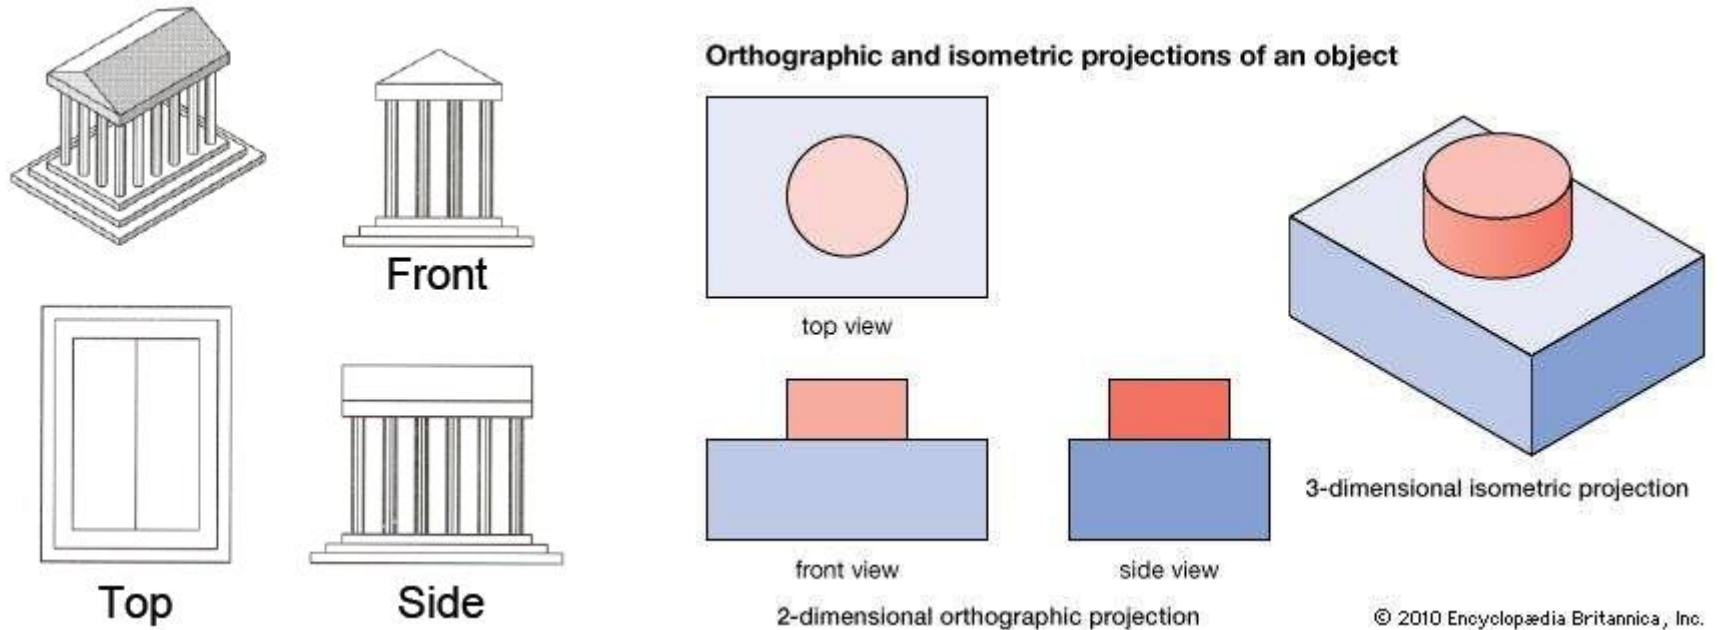 Front
Top
Side
Orthographic and isometric projections of an object
top view
front view
side view
2-dimensional orthographic projection
3-dimensional isometric projection
© 2010 Encyclopædia Britannica, Inc.